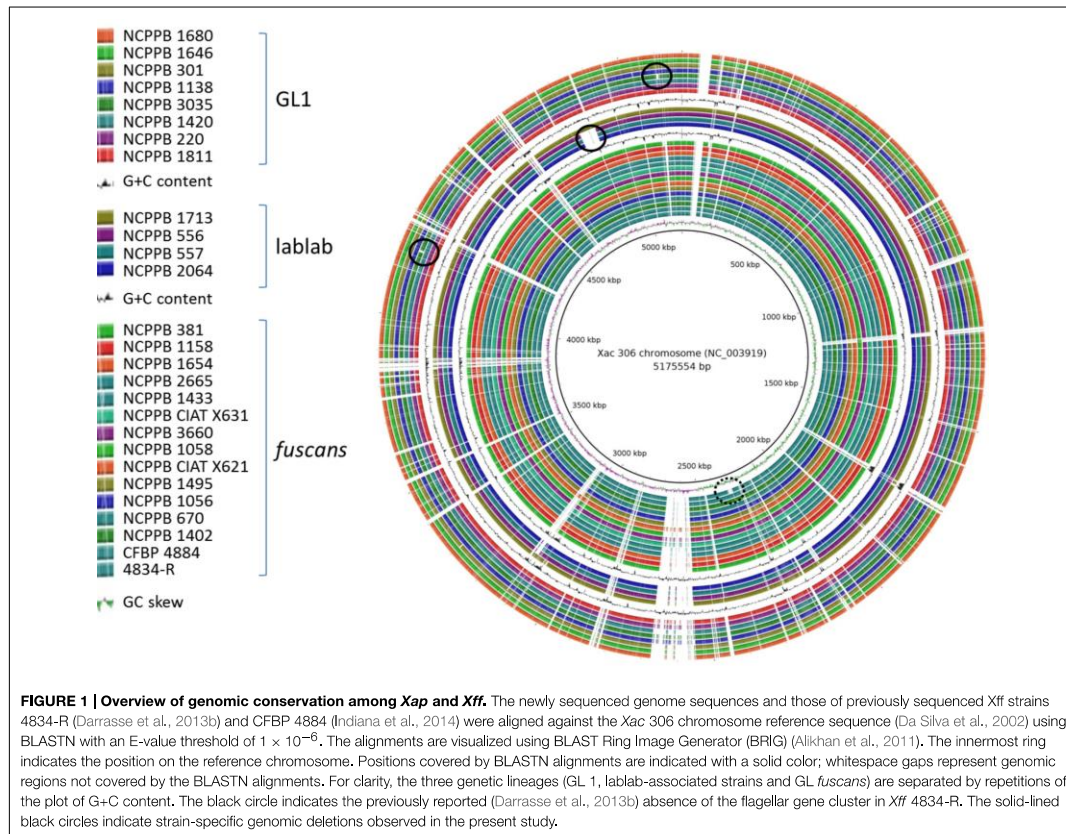 NCPPB 1680
NCPPB 1646
NCPPB 301
NCPPB 1138
NCPPB 3035
NCPPB 1420
NCPPB 220
NCPPB 1811
GL1
G+C content
NCPPB 1713
NCPPB 556
NCPPB 557
NCPPB 2064
lablab
G+C content
NCPPB 381
NCPPB 1158
NCPPB 1654
NCPPB 2665
NCPPB 1433
NCPPB CIAT X631
NCPPB 3660
NCPPB 1058
NCPPB CIAT X621
NCPPB 1495
NCPPB 1056
NCPPB 670
NCPPB 1402
CFBP 4884
4834-R
fuscans
GC skew
5000 kbp
500 kbp
4500 kbp
1000 kbp
4000 kbp
Xac 306 chromosome (NC_003919)
5175554 bp
1500 kbp
3500 kbp
2000 kbp
3000 kbp
2500 kbp
FIGURE 1 | Overview of genomic conservation among Xap and Xff. The newly sequenced genome sequences and those of previously sequenced Xff strains
4834-R (Darrasse et al., 2013b) and CFBP 4884 (Indiana et al., 2014) were aligned against the Xac 306 chromosome reference sequence (Da Silva et al., 2002) using
BLASTN with an E-value threshold of 1 × 10−6. The alignments are visualized using BLAST Ring Image Generator (BRIG) (Alikhan et al., 2011). The innermost ring
indicates the position on the reference chromosome. Positions covered by BLASTN alignments are indicated with a solid color; whitespace gaps represent genomic
regions not covered by the BLASTN alignments. For clarity, the three genetic lineages (GL 1, lablab-associated strains and GL fuscans) are separated by repetitions of
the plot of G+C content. The black circle indicates the previously reported (Darrasse et al., 2013b) absence of the flagellar gene cluster in Xff 4834-R. The solid-lined
black circles indicate strain-specific genomic deletions observed in the present study.